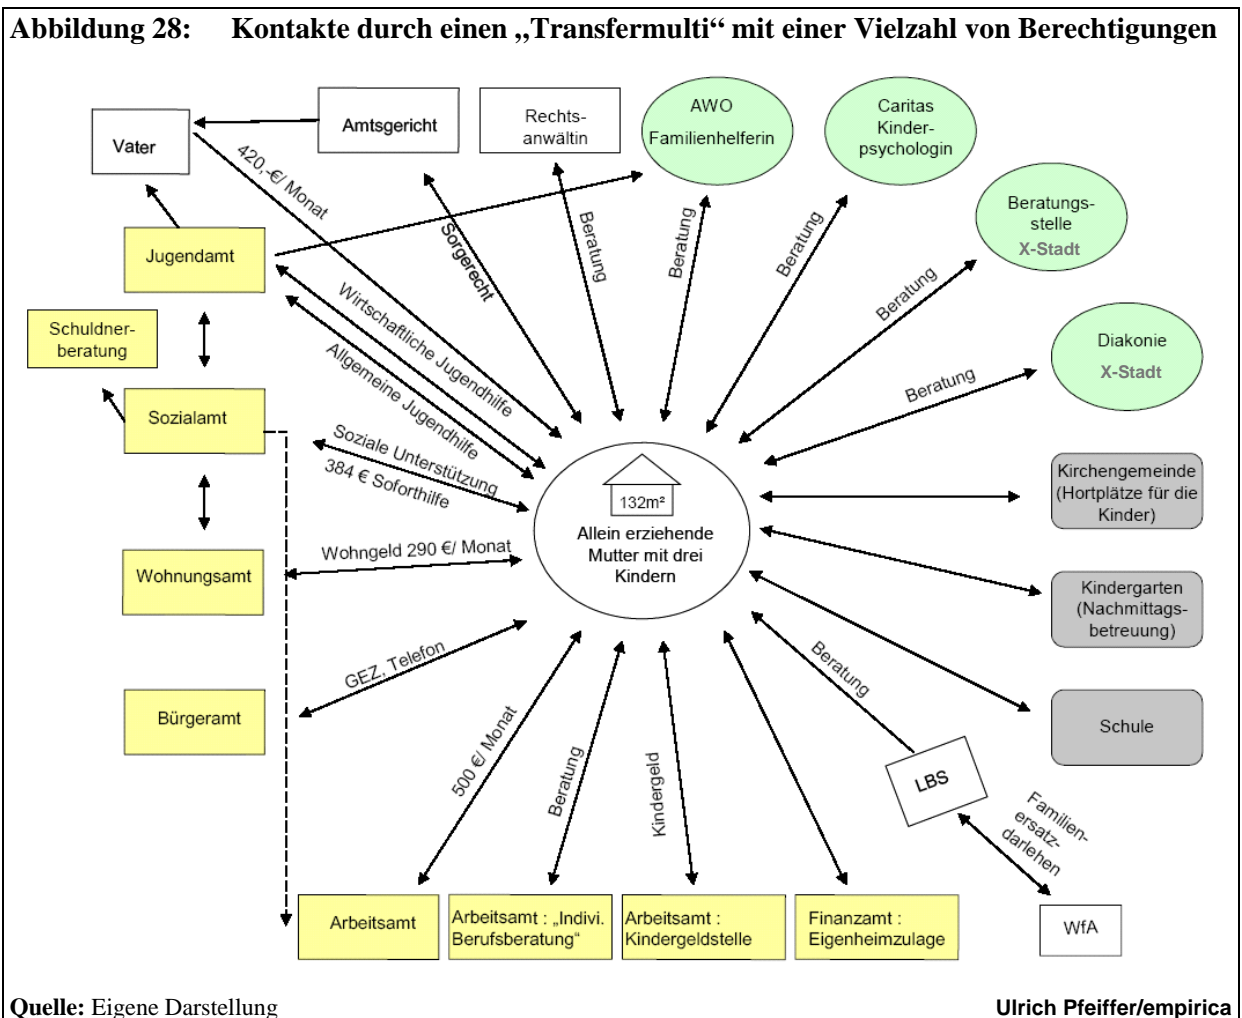 Abbildung 28: Kontakte durch einen „Transfermulti“ mit einer Vielzahl von Berechtigungen
Vater
Amtsgericht
Rechts-
anwältin
AWO
Familienhelferin
Caritas
Kinder-
psychologin
Beratungs-
stelle
X-Stadt
Diakonie
X-Stadt
Jugendamt
Schuldner-
beratung
Sozialamt
Wohnungsamt
Bürgeramt
420,-€/ Monat
Sorgerecht
Beratung
Beratung
Beratung
Beratung
Beratung
Wirtschaftliche Jugendhilfe
Allgemeine Jugendhilfe
Soziale Unterstützung
384 € Soforthilfe
Wohngeld 290 €/ Monat
GEZ, Telefon
132m²
Allein erziehende
Mutter mit drei
Kindern
Kirchengemeinde
(Hortplätze für die
Kinder)
Kindergarten
(Nachmittags-
betreuung)
Schule
500 €/ Monat
Beratung
Kindergeld
Beratung
LBS
Familien-
ersatz-
darlehen
WfA
Arbeitsamt
Arbeitsamt : „Indivi.
Berufsberatung“
Arbeitsamt :
Kindergeldstelle
Finanzamt :
Eigenheimzulage
Quelle: Eigene Darstellung
Ulrich Pfeiffer/empirica